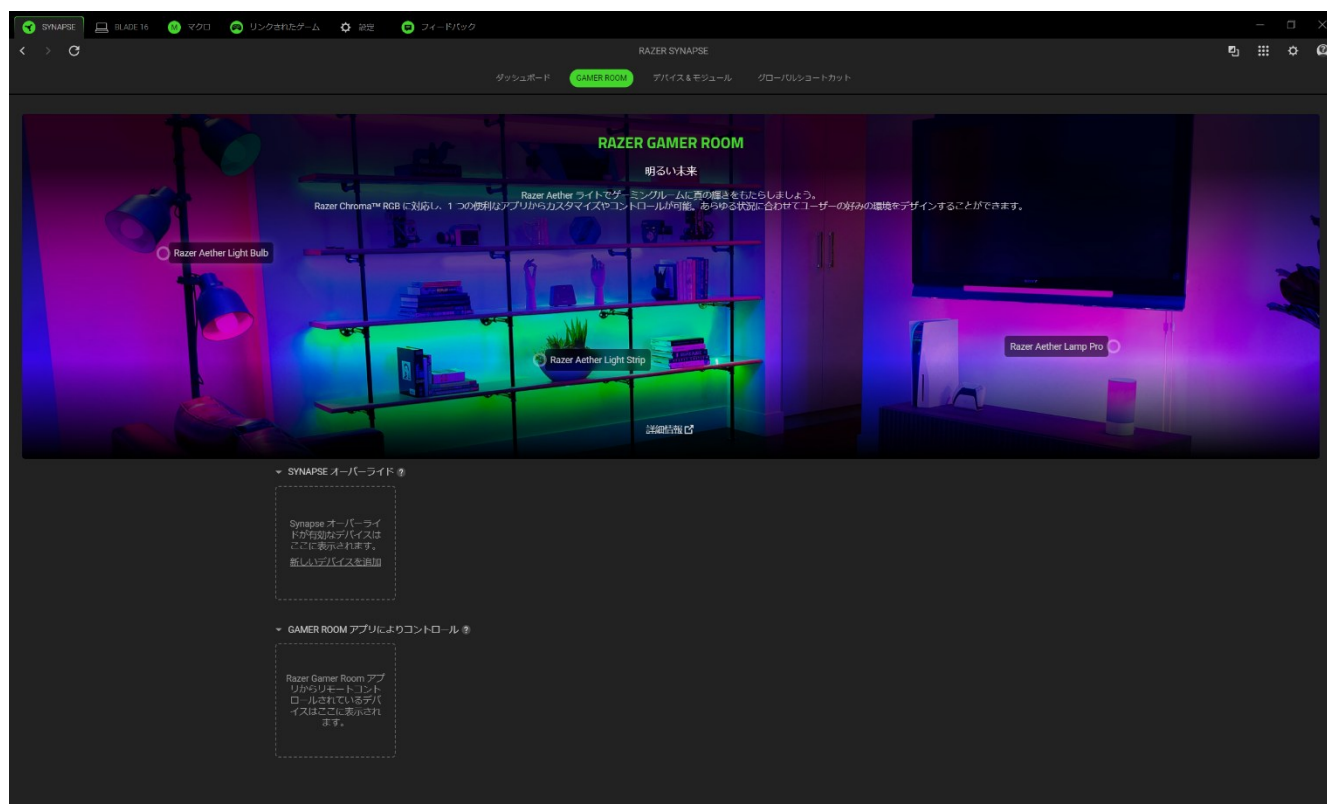 SYNAPSE
BLADE 16
マクロ
リンクされたゲーム
設定
フィードバック
RAZER SYNAPSE
ダッシュボード
GAMER ROOM
デバイス & モジュール
グローバルショートカット
RAZER GAMER ROOM
明るい未来
Razer Aether ライトでゲーミングルームに真の輝きをもたらしましょう。
Razer Chroma™ RGB に対応し、1 つの便利なアプリからカスタマイズやコントロールが可能。あらゆる状況に合わせてユーザーの好みの環境をデザインすることができます。
Razer Aether Light Bulb
Razer Aether Light Strip
Razer Aether Lamp Pro
詳細情報
SYNAPSE オーバーライド
Synapse オーバーライ
ドが有効なデバイスは
ここに表示されます。
新しいデバイスを追加
GAMER ROOM アプリによりコントロール
Razer Gamer Room アプ
リからリモートコント
ロールされているデバ
イスはここに表示され
ます。